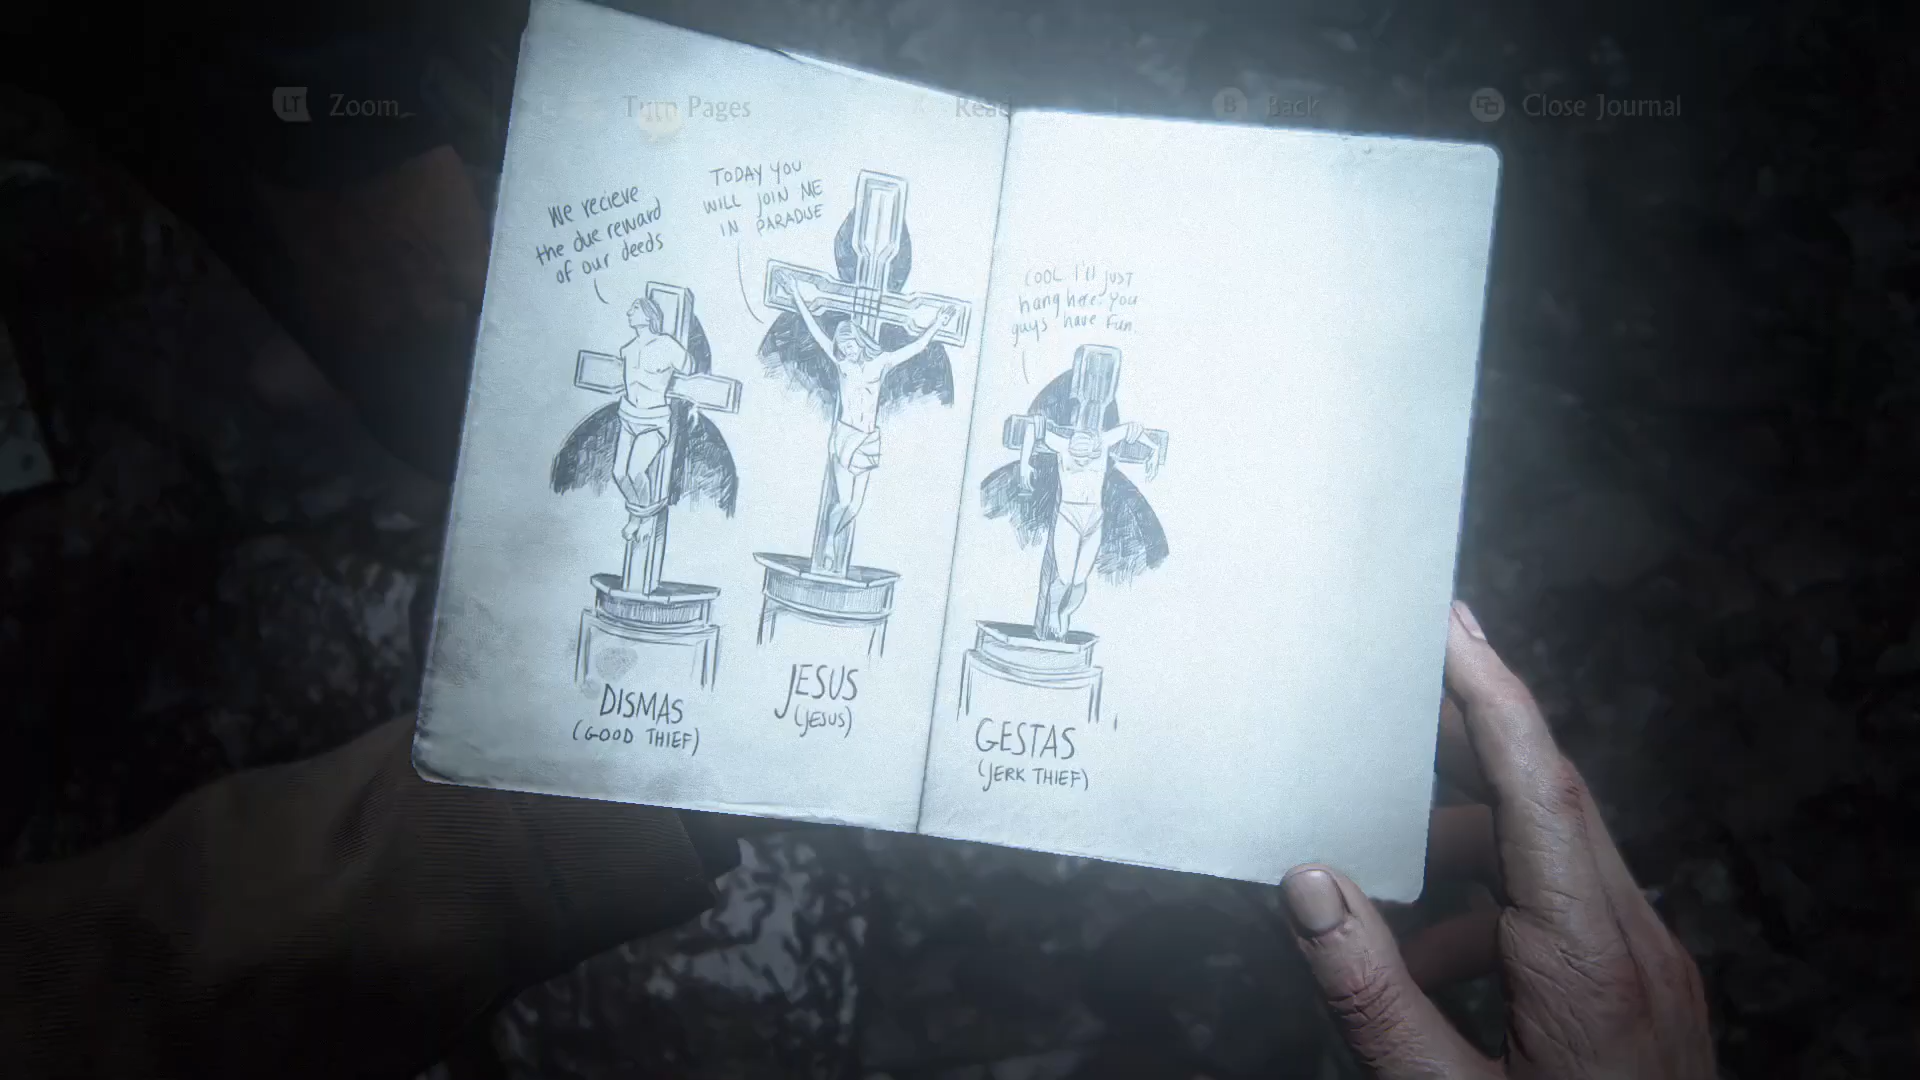 LT Zoom
Turn Pages
Read
B Back
Close Journal
We recieve
the due reward
of our deeds
TODAY YOU
WILL JOIN ME
IN PARADISE
COOL I'll just
hang here. You
guys have Fun.
DISMAS
(GOOD THIEF)
JESUS
(JESUS)
GESTAS
(JERK THIEF)